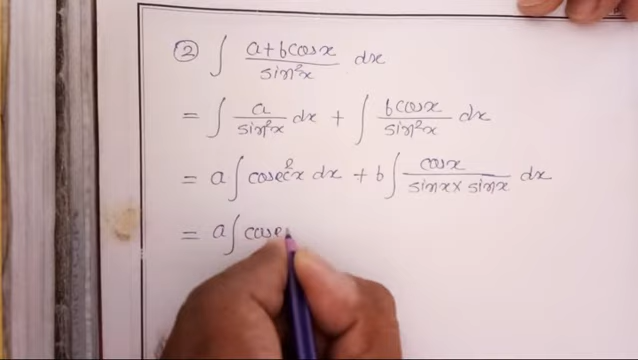 ② ∫ (a+bcosx)/(sin²x) dx
= ∫ a/(sin²x) dx + ∫ (bcosx)/(sin²x) dx
= a ∫ cosec²x dx + b ∫ (cosx)/(sinx × sinx) dx
= a ∫ cose